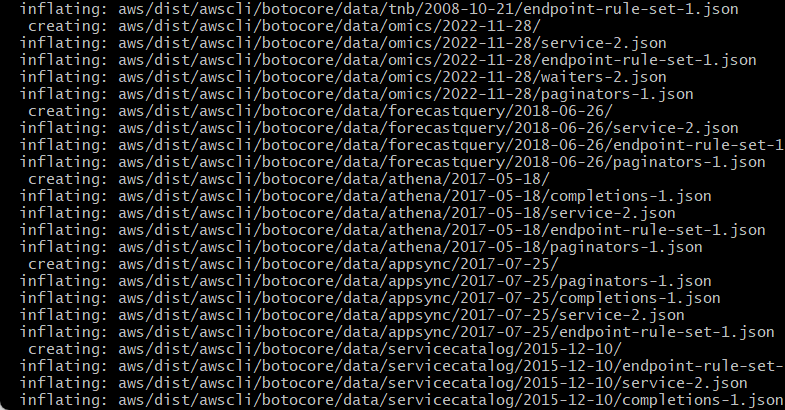 inflating: aws/dist/awscli/botocore/data/tnb/2008-10-21/endpoint-rule-set-1.json
creating: aws/dist/awscli/botocore/data/omics/2022-11-28/
inflating: aws/dist/awscli/botocore/data/omics/2022-11-28/service-2.json
inflating: aws/dist/awscli/botocore/data/omics/2022-11-28/endpoint-rule-set-1.json
inflating: aws/dist/awscli/botocore/data/omics/2022-11-28/waiters-2.json
inflating: aws/dist/awscli/botocore/data/omics/2022-11-28/paginators-1.json
creating: aws/dist/awscli/botocore/data/forecastquery/2018-06-26/
inflating: aws/dist/awscli/botocore/data/forecastquery/2018-06-26/service-2.json
inflating: aws/dist/awscli/botocore/data/forecastquery/2018-06-26/endpoint-rule-set-1
inflating: aws/dist/awscli/botocore/data/forecastquery/2018-06-26/paginators-1.json
creating: aws/dist/awscli/botocore/data/athena/2017-05-18/
inflating: aws/dist/awscli/botocore/data/athena/2017-05-18/completions-1.json
inflating: aws/dist/awscli/botocore/data/athena/2017-05-18/service-2.json
inflating: aws/dist/awscli/botocore/data/athena/2017-05-18/endpoint-rule-set-1.json
inflating: aws/dist/awscli/botocore/data/athena/2017-05-18/paginators-1.json
creating: aws/dist/awscli/botocore/data/appsync/2017-07-25/
inflating: aws/dist/awscli/botocore/data/appsync/2017-07-25/paginators-1.json
inflating: aws/dist/awscli/botocore/data/appsync/2017-07-25/completions-1.json
inflating: aws/dist/awscli/botocore/data/appsync/2017-07-25/service-2.json
inflating: aws/dist/awscli/botocore/data/appsync/2017-07-25/endpoint-rule-set-1.json
creating: aws/dist/awscli/botocore/data/servicecatalog/2015-12-10/
inflating: aws/dist/awscli/botocore/data/servicecatalog/2015-12-10/endpoint-rule-set-
inflating: aws/dist/awscli/botocore/data/servicecatalog/2015-12-10/service-2.json
inflating: aws/dist/awscli/botocore/data/servicecatalog/2015-12-10/completions-1.json